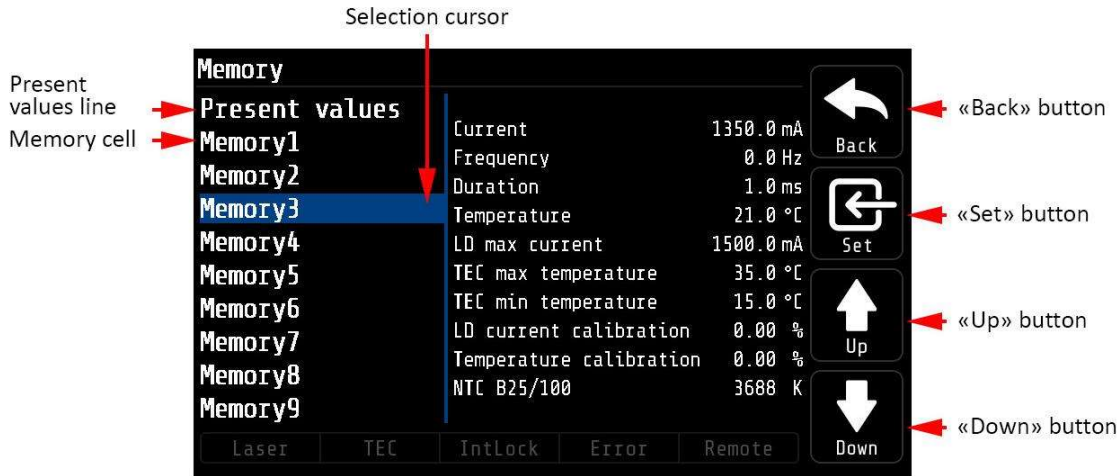 Selection cursor
Present
values line
Memory cell
Memory
Present values
Memory1
Memory2
Memory3
Memory4
Memory5
Memory6
Memory7
Memory8
Memory9
Current 1350.0 mA
Frequency 0.0 Hz
Duration 1.0 ms
Temperature 21.0 °C
LD max current 1500.0 mA
TEC max temperature 35.0 °C
TEC min temperature 15.0 °C
LD current calibration 0.00 %
Temperature calibration 0.00 %
NTC B25/100 3688 K
Back
Set
Up
Down
Laser TEC IntLock Error Remote
«Back» button
«Set» button
«Up» button
«Down» button